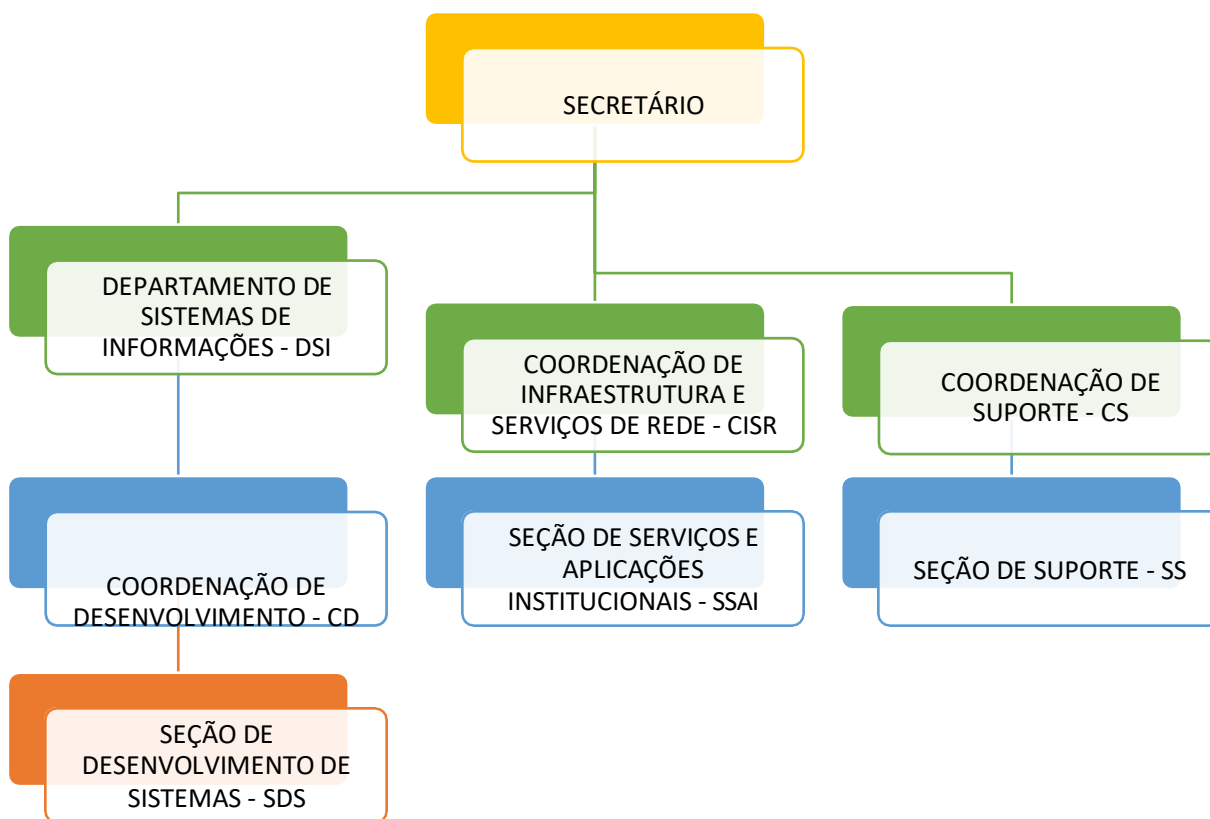 SECRETÁRIO
DEPARTAMENTO DE
SISTEMAS DE
INFORMAÇÕES - DSI
COORDENAÇÃO DE
INFRAESTRUTURA E
SERVIÇOS DE REDE - CISR
COORDENAÇÃO DE
SUPORTE - CS
COORDENAÇÃO DE
DESENVOLVIMENTO - CD
SEÇÃO DE SERVIÇOS E
APLICAÇÕES
INSTITUCIONAIS - SSAI
SEÇÃO DE SUPORTE - SS
SEÇÃO DE
DESENVOLVIMENTO DE
SISTEMAS - SDS